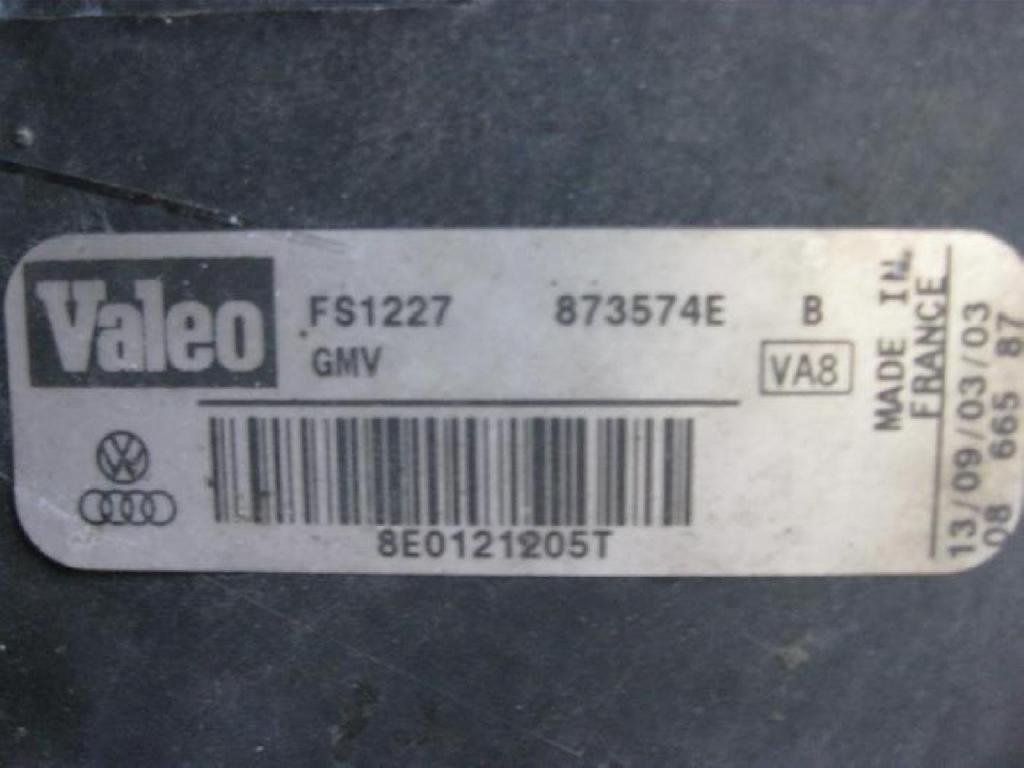 Valeo
FS1227 873574E B
GMV
VA8
8E0121205T
MADE IN
FRANCE
13/09/03/03
08 665 87